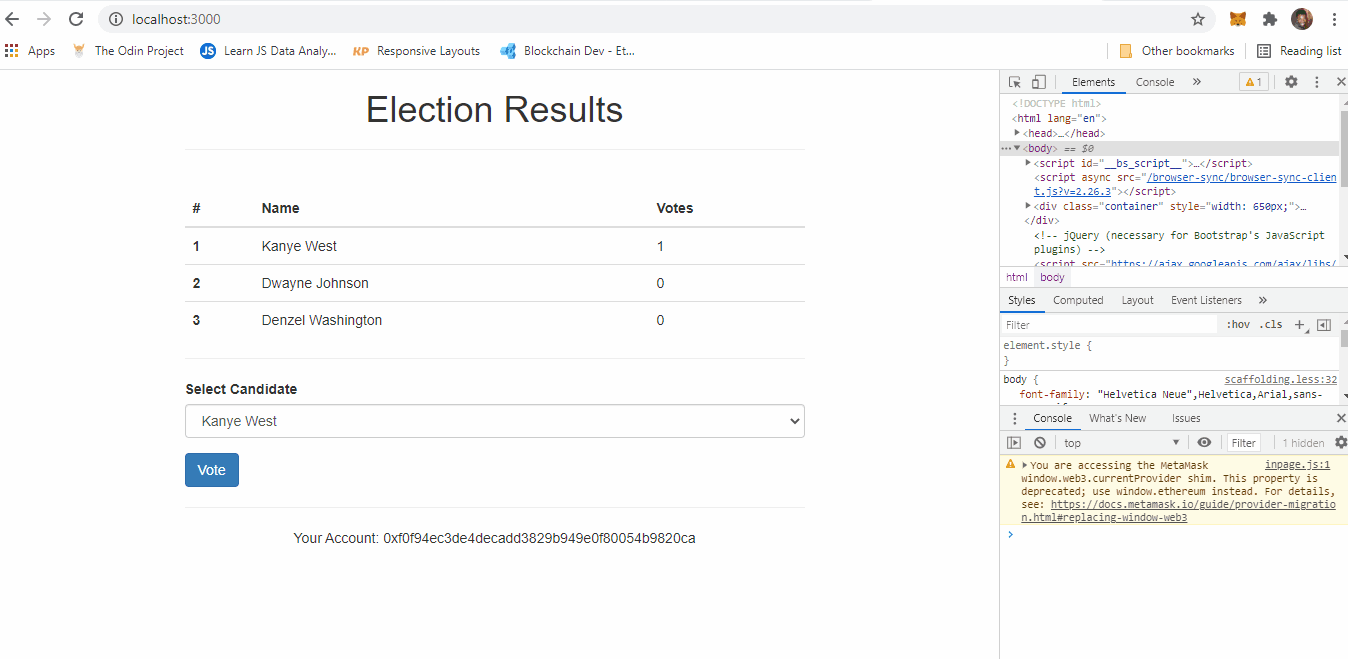 localhost:3000
Apps The Odin Project JS Learn JS Data Analy... KP Responsive Layouts Blockchain Dev - Et... Other bookmarks Reading list
Election Results
# Name Votes
1 Kanye West 1
2 Dwayne Johnson 0
3 Denzel Washington 0
Select Candidate
Kanye West
Vote
Your Account: 0xf0f94ec3de4decadd3829b949e0f80054b9820ca
Elements Console » 1
<!DOCTYPE html>
<html lang="en">
<head>…</head>
…<body> == $0
<script id="__bs_script__">…</script>
<script async src="/browser-sync/browser-sync-clien
t.js?v=2.26.3"></script>
<div class="container" style="width: 650px;">…
</div>
<!-- jQuery (necessary for Bootstrap's JavaScript
plugins) -->
<script src="https://ajax.googleapis.com/ajax/libs/
html body
Styles Computed Layout Event Listeners »
Filter :hov .cls +
element.style {
}
body { scaffolding.less:32
font-family: "Helvetica Neue",Helvetica,Arial,sans-
Console What's New Issues
top Filter 1 hidden
You are accessing the MetaMask inpage.js:1
window.web3.currentProvider shim. This property is
deprecated; use window.ethereum instead. For details,
see: https://docs.metamask.io/guide/provider-migratio
n.html#replacing-window-web3